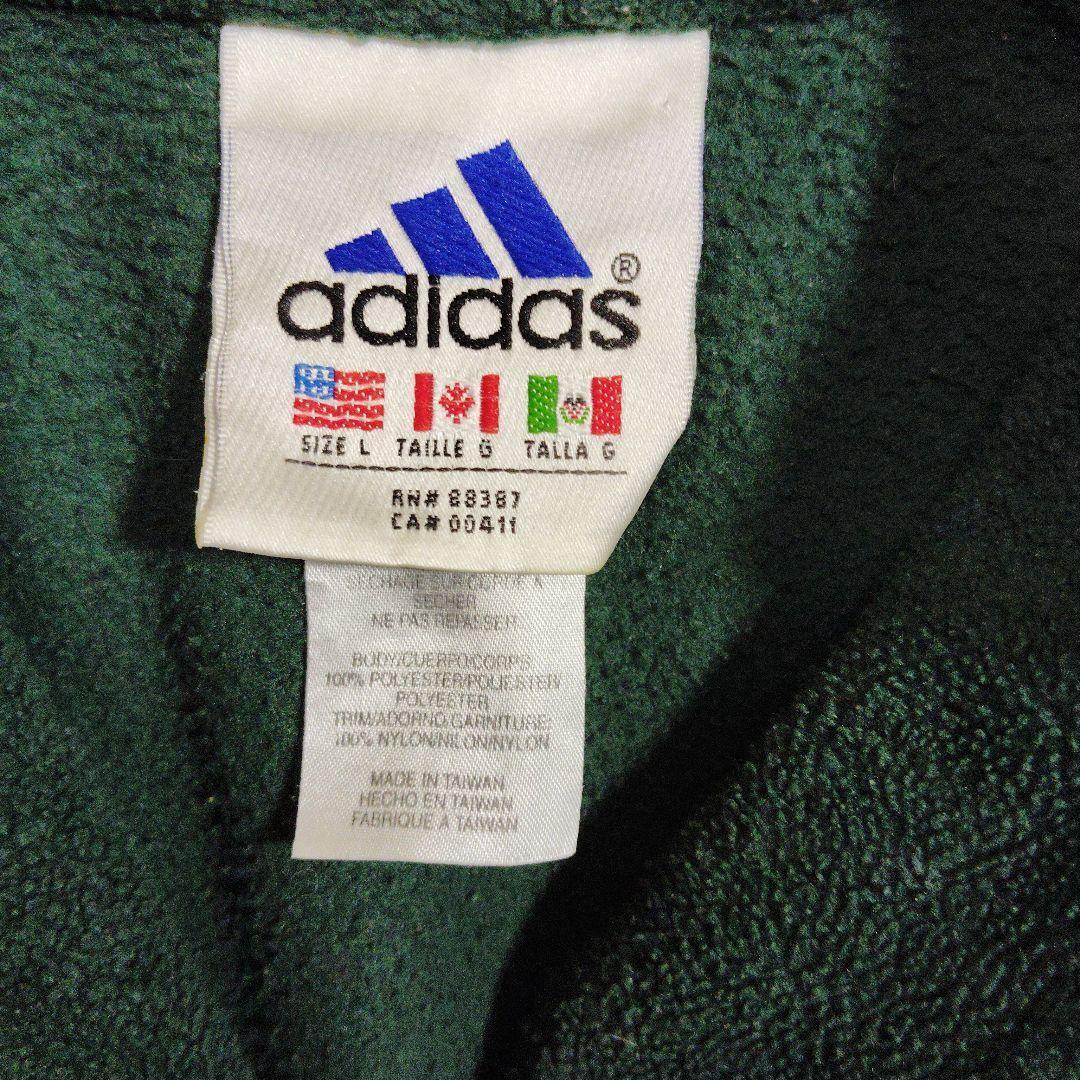 adidas®
SIZE L TAILLE G TALLA G
RN# 88387
CA# 00411
SECHER
NE PAS REPASSER
BODY/CUERPO/CORPS:
100% POLYESTER/POLIESTER/
POLYESTER
TRIM/ADORNO/GARNITURE:
100% NYLON/NILON/NYLON
MADE IN TAIWAN
HECHO EN TAIWAN
FABRIQUE A TAIWAN